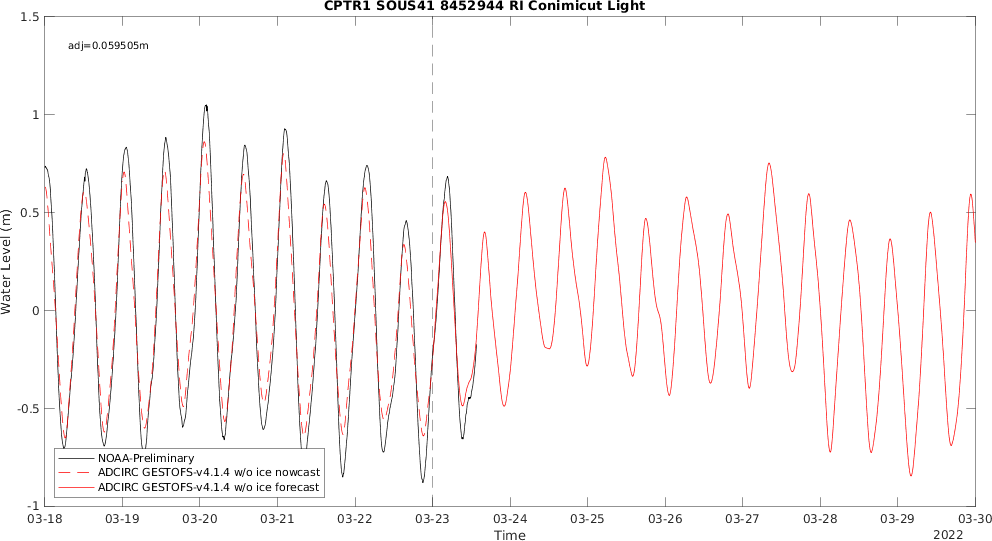 CPTR1 SOUS41 8452944 RI Conimicut Light
adj=0.059505m
Water Level (m)
1.5
1
0.5
0
-0.5
-1
NOAA-Preliminary
ADCIRC GESTOFS-v4.1.4 w/o ice nowcast
ADCIRC GESTOFS-v4.1.4 w/o ice forecast
03-18 03-19 03-20 03-21 03-22 03-23 03-24 03-25 03-26 03-27 03-28 03-29 03-30
Time
2022